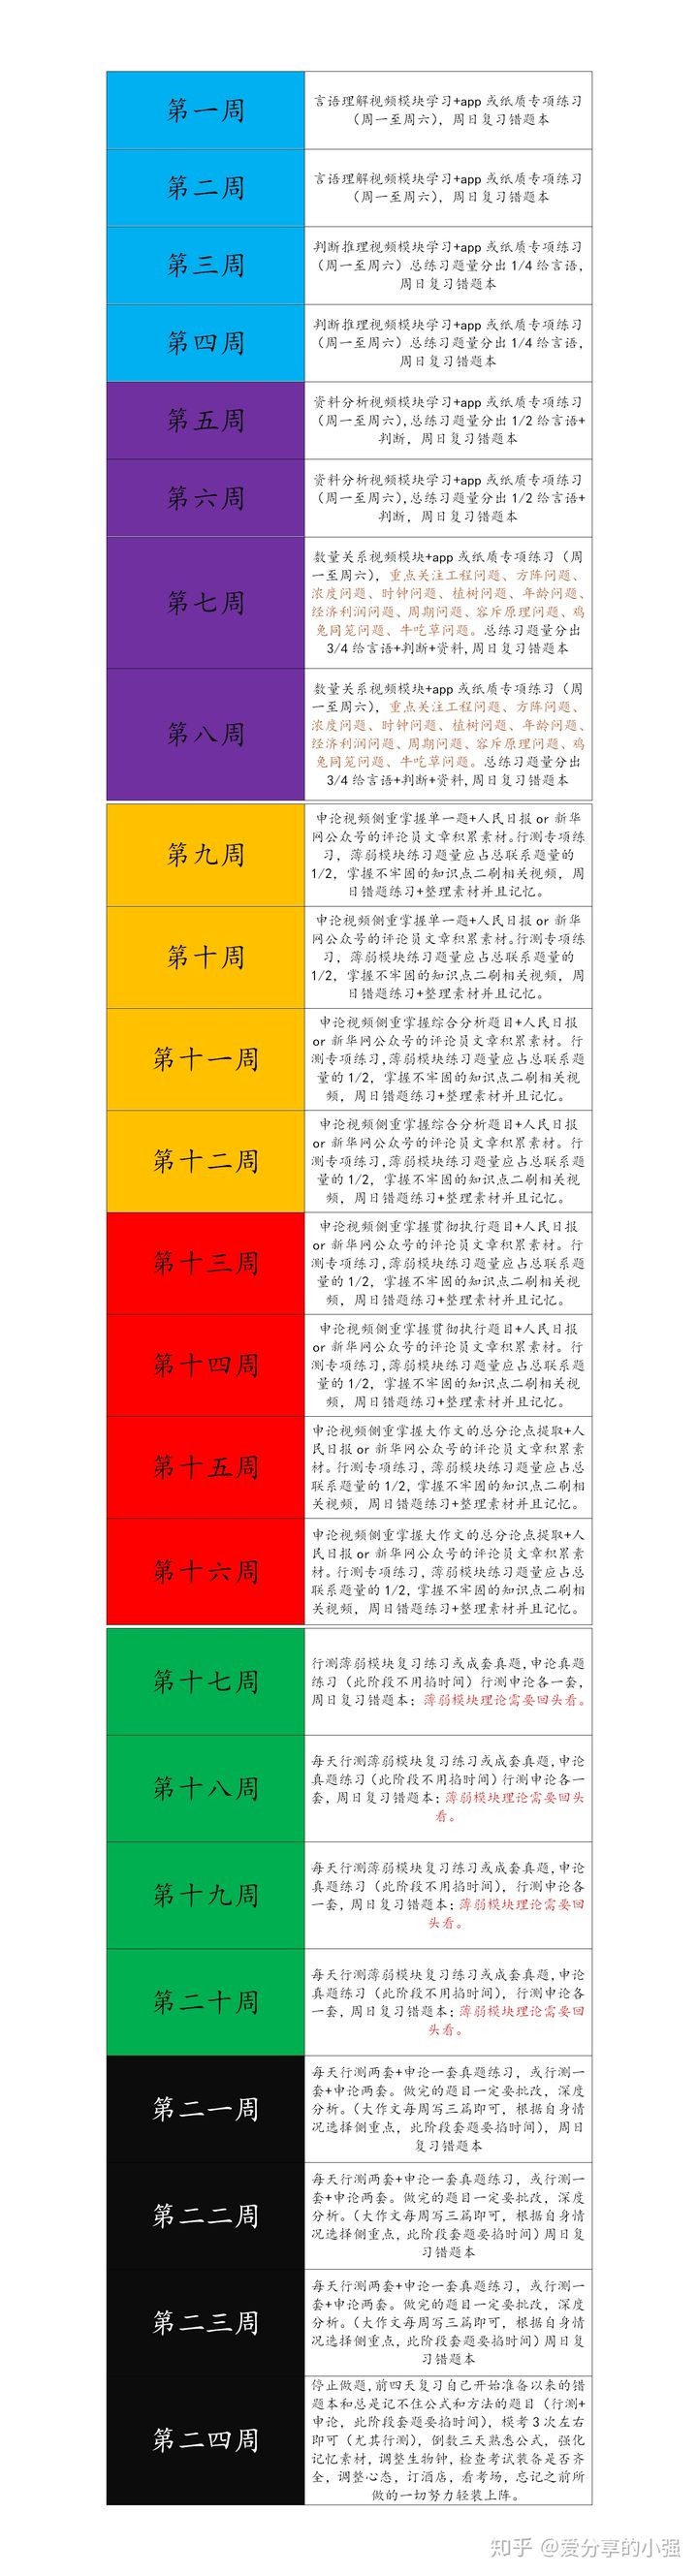 第一周
言语理解视频模块学习+app 或纸质专项练习
（周一至周六），周日复习错题本
第二周
言语理解视频模块学习+app 或纸质专项练习
（周一至周六），周日复习错题本
第三周
判断推理视频模块学习+app 或纸质专项练习
（周一至周六）总练习题量分出 1/4 给言语，
周日复习错题本
第四周
判断推理视频模块学习+app 或纸质专项练习
（周一至周六）总练习题量分出 1/4 给言语，
周日复习错题本
第五周
资料分析视频模块学习+app 或纸质专项练习
（周一至周六),总练习题量分出 1/2 给言语+
判断，周日复习错题本
第六周
资料分析视频模块学习+app 或纸质专项练习
（周一至周六),总练习题量分出 1/2 给言语+
判断，周日复习错题本
第七周
数量关系视频模块+app 或纸质专项练习（周
一至周六），重点关注工程问题、方阵问题、
浓度问题、时钟问题、植树问题、年龄问题、
经济利润问题、周期问题、容斥原理问题、鸡
兔同笼问题、牛吃草问题。总练习题量分出
3/4 给言语+判断+资料,周日复习错题本
第八周
数量关系视频模块+app 或纸质专项练习（周
一至周六），重点关注工程问题、方阵问题、
浓度问题、时钟问题、植树问题、年龄问题、
经济利润问题、周期问题、容斥原理问题、鸡
兔同笼问题、牛吃草问题。总练习题量分出
3/4 给言语+判断+资料,周日复习错题本
第九周
申论视频侧重掌握单一题+人民日报 or 新华
网公众号的评论员文章积累素材。行测专项练
习，薄弱模块练习题量应占总联系题量的
1/2，掌握不牢固的知识点二刷相关视频，周
日错题练习+整理素材并且记忆。
第十周
申论视频侧重掌握单一题+人民日报 or 新华
网公众号的评论员文章积累素材。行测专项练
习，薄弱模块练习题量应占总联系题量的
1/2，掌握不牢固的知识点二刷相关视频，周
日错题练习+整理素材并且记忆。
第十一周
申论视频侧重掌握综合分析题目+人民日报
or 新华网公众号的评论员文章积累素材。行
测专项练习,薄弱模块练习题量应占总联系题
量的 1/2，掌握不牢固的知识点二刷相关视
频，周日错题练习+整理素材并且记忆。
第十二周
申论视频侧重掌握综合分析题目+人民日报
or 新华网公众号的评论员文章积累素材。行
测专项练习,薄弱模块练习题量应占总联系题
量的 1/2，掌握不牢固的知识点二刷相关视
频，周日错题练习+整理素材并且记忆。
第十三周
申论视频侧重掌握贯彻执行题目+人民日报
or 新华网公众号的评论员文章积累素材。行
测专项练习,薄弱模块练习题量应占总联系题
量的 1/2，掌握不牢固的知识点二刷相关视
频，周日错题练习+整理素材并且记忆。
第十四周
申论视频侧重掌握贯彻执行题目+人民日报
or 新华网公众号的评论员文章积累素材。行
测专项练习,薄弱模块练习题量应占总联系题
量的 1/2，掌握不牢固的知识点二刷相关视
频，周日错题练习+整理素材并且记忆。
第十五周
申论视频侧重掌握大作文的总分论点提取+人
民日报 or 新华网公众号的评论员文章积累素
材。行测专项练习，薄弱模块练习题量应占总
联系题量的 1/2，掌握不牢固的知识点二刷相
关视频，周日错题练习+整理素材并且记忆。
第十六周
申论视频侧重掌握大作文的总分论点提取+人
民日报 or 新华网公众号的评论员文章积累素
材。行测专项练习，薄弱模块练习题量应占总
联系题量的 1/2，掌握不牢固的知识点二刷相
关视频，周日错题练习+整理素材并且记忆。
第十七周
行测薄弱模块复习练习或成套真题,申论真题
练习（此阶段不用掐时间）行测申论各一套，
周日复习错题本；薄弱模块理论需要回头看。
第十八周
每天行测薄弱模块复习练习或成套真题,申论
真题练习（此阶段不用掐时间）行测申论各一
套，周日复习错题本；薄弱模块理论需要回头
看。
第十九周
每天行测薄弱模块复习练习或成套真题,申论
真题练习（此阶段不用掐时间），行测申论各
一套，周日复习错题本；薄弱模块理论需要回
头看。
第二十周
每天行测薄弱模块复习练习或成套真题,申论
真题练习（此阶段不用掐时间），行测申论各
一套，周日复习错题本；薄弱模块理论需要回
头看。
第二一周
每天行测两套+申论一套真题练习，或行测一
套+申论两套。做完的题目一定要批改，深度
分析。（大作文每周写三篇即可，根据自身情
况选择侧重点，此阶段套题要掐时间），周日
复习错题本
第二二周
每天行测两套+申论一套真题练习，或行测一
套+申论两套。做完的题目一定要批改，深度
分析。（大作文每周写三篇即可，根据自身情
况选择侧重点，此阶段套题要掐时间）周日复
习错题本
第二三周
每天行测两套+申论一套真题练习，或行测一
套+申论两套。做完的题目一定要批改，深度
分析。（大作文每周写三篇即可，根据自身情
况选择侧重点，此阶段套题要掐时间）周日复
习错题本
第二四周
停止做题,前四天复习自己开始准备以来的错
题本和总是记不住公式和方法的题目（行测+
申论，此阶段套题要掐时间），模考 3 次左右
即可（尤其行测），倒数三天熟悉公式，强化
记忆素材，调整生物钟，检查考试装备是否齐
全，调整心态，订酒店，看考场，忘记之前所
做的一切努力轻装上阵。
知乎 @爱分享的小强